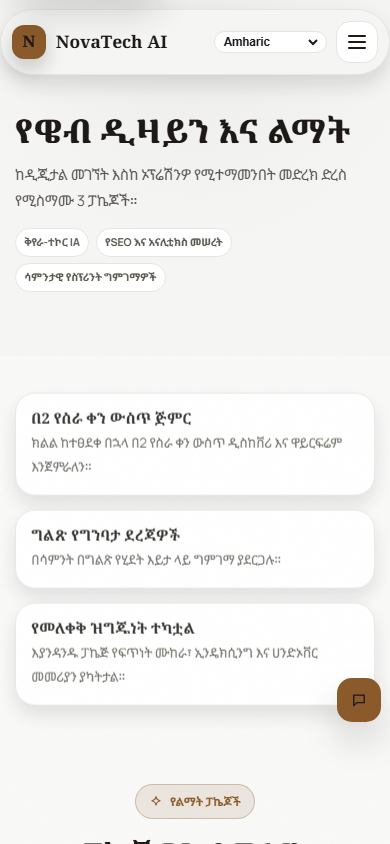 N NovaTech AI Amharic
የዌብ ዲዛይን እና ልማት
ከዲጂታል መገኘት እስከ ኦፕሬሽንዎ የሚተማመንበት መድረክ ድረስ
የሚስማሙ 3 ፓኬጆች።
ቅየራ-ተኮር IA የSEO እና አናሊቲክስ መሠረት
ሳምንታዊ የስፕሪንት ግምገማዎች
በ2 የስራ ቀን ውስጥ ጅምር
ክልል ከተፀደቀ በኋላ በ2 የስራ ቀን ውስጥ ዲስከቨሪ እና ዋይርፍሬም
እንጀምራለን።
ግልጽ የግንባታ ደረጃዎች
በሳምንት በግልጽ የሂደት እይታ ላይ ግምገማ ያደርጋሉ።
የመለቀቅ ዝግጁነት ተካቷል
እያንዳንዱ ፓኬጅ የፍጥነት ሙከራ፣ ኢንዴክሲንግ እና ሀንድኦቨር
መመሪያን ያካትታል።
የልማት ፓኬጆች